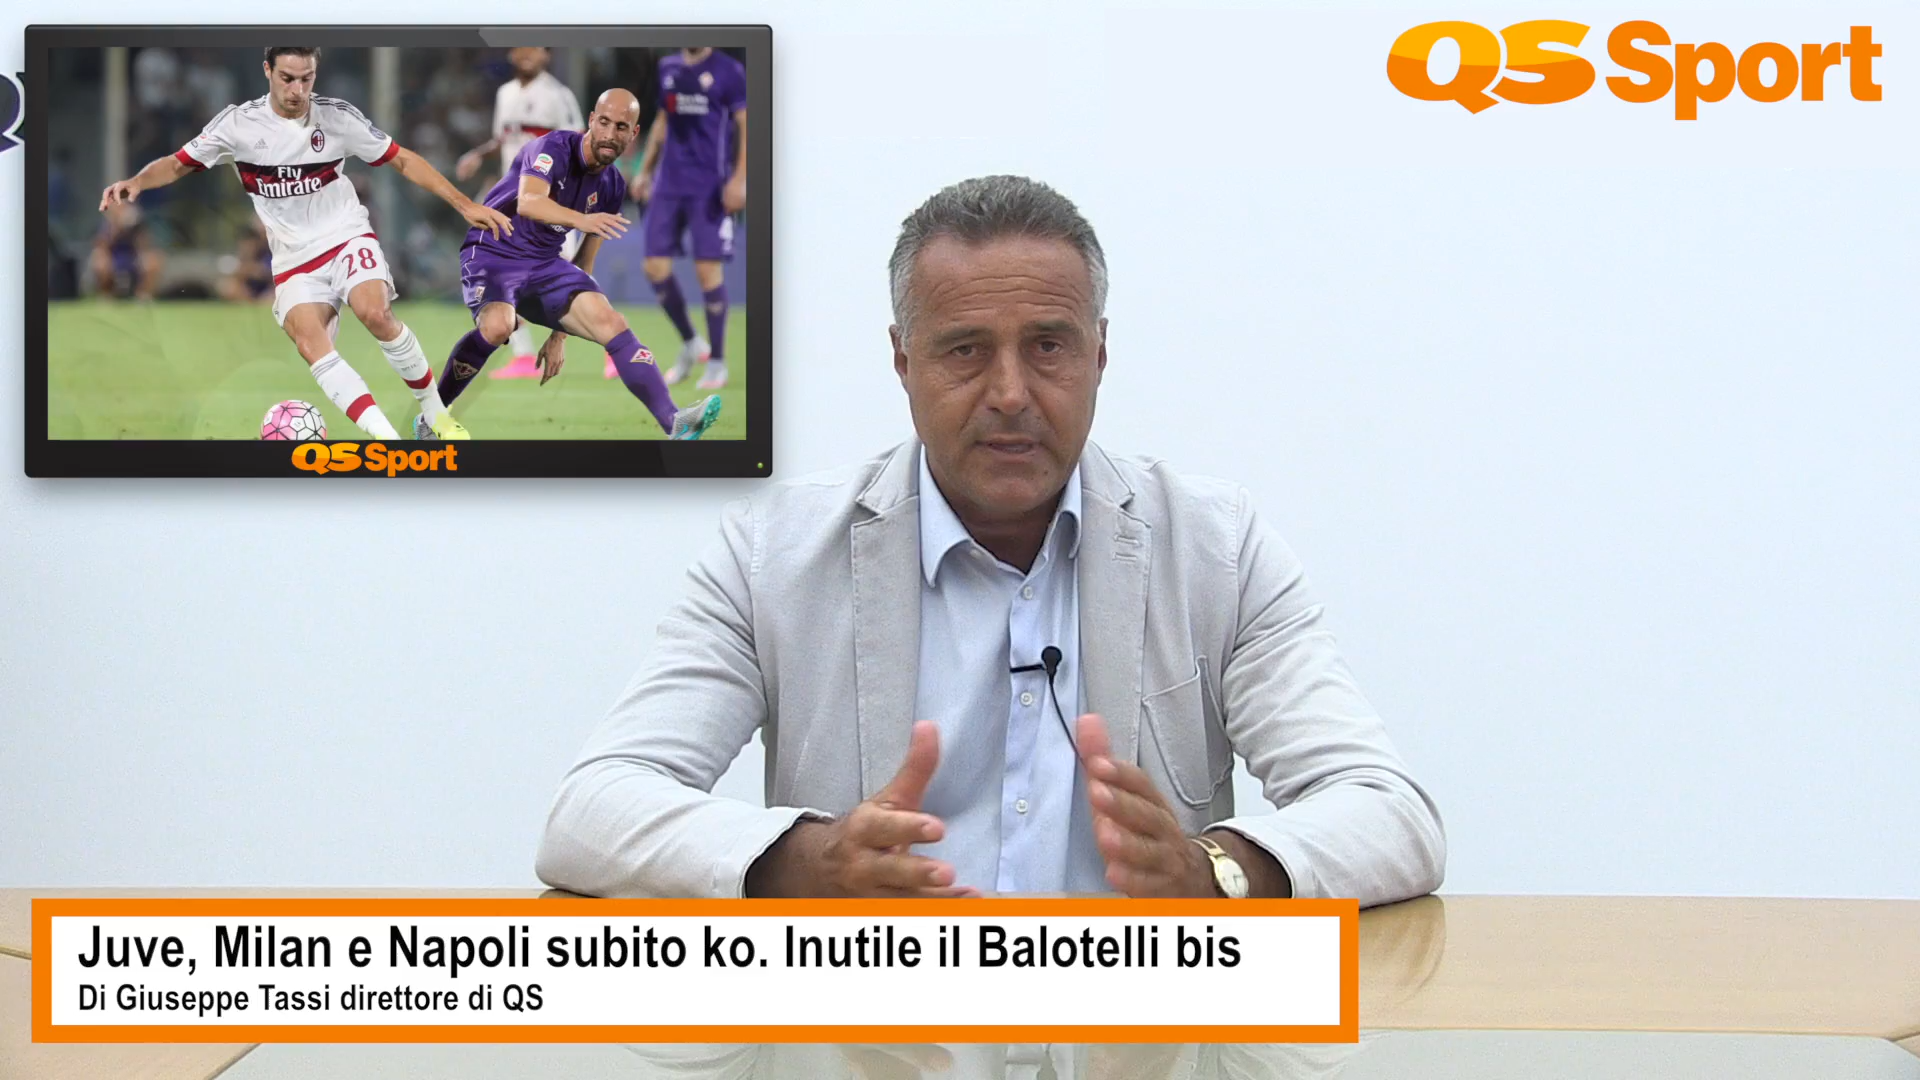 QS Sport
Fly
Emirate
28
QS Sport
Juve, Milan e Napoli subito ko. Inutile il Balotelli bis
Di Giuseppe Tassi direttore di QS